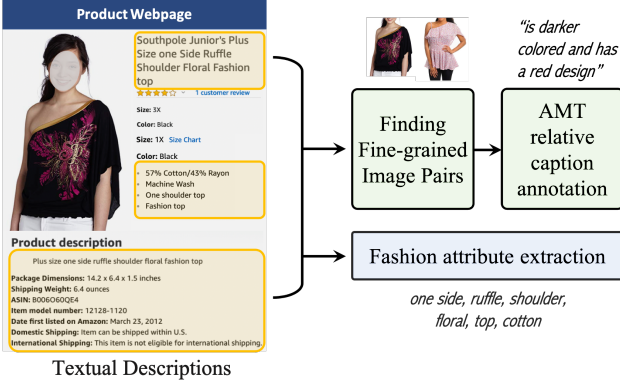 Product Webpage
Southpole Junior's Plus
Size one Side Ruffle
Shoulder Floral Fashion
top
1 customer review
Size: 3X
Color: Black
Size: 1X Size Chart
Color: Black
57% Cotton/43% Rayon
Machine Wash
One shoulder top
Fashion top
Product description
Plus size one side ruffle shoulder floral fashion top
Package Dimensions: 14.2 x 6.4 x 1.5 inches
Shipping Weight: 6.4 ounces
ASIN: B006O60QE4
Item model number: 12128-1120
Date first listed on Amazon: March 23, 2012
Domestic Shipping: Item can be shipped within U.S.
International Shipping: This item is not eligible for international shipping.
Textual Descriptions
Finding
Fine-grained
Image Pairs
“is darker
colored and has
a red design”
AMT
relative
caption
annotation
Fashion attribute extraction
one side, ruffle, shoulder,
floral, top, cotton